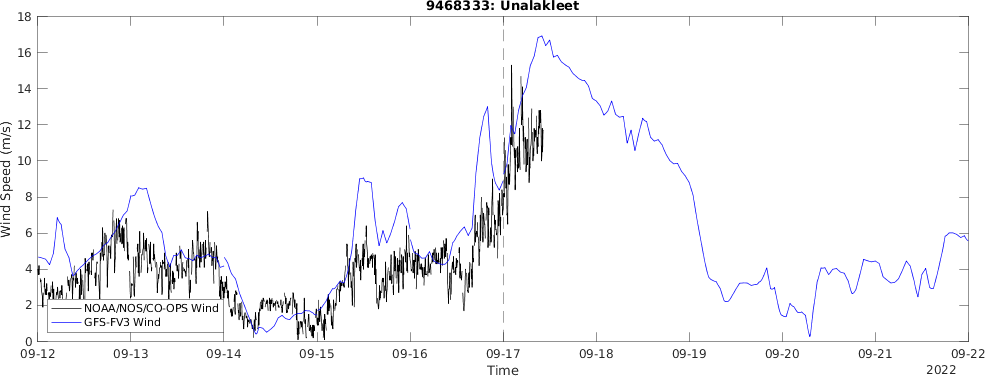 9468333: Unalakleet
18
16
14
12
10
8
6
4
2
0
Wind Speed (m/s)
NOAA/NOS/CO-OPS Wind
GFS-FV3 Wind
09-12 09-13 09-14 09-15 09-16 09-17 09-18 09-19 09-20 09-21 09-22
Time
2022